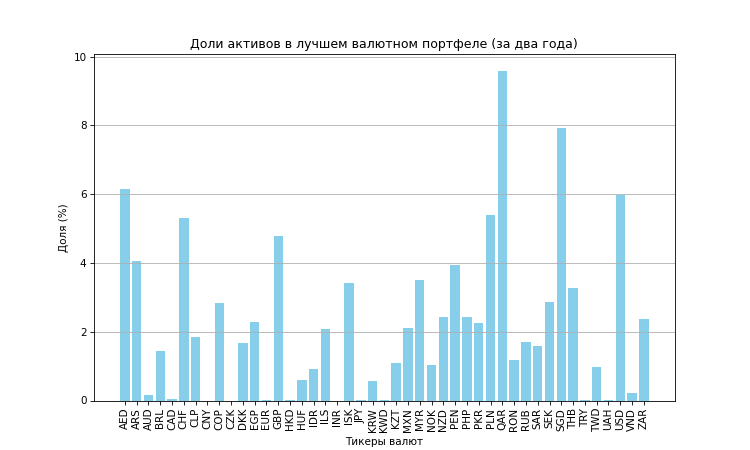 Доли активов в лучшем валютном портфеле (за два года)
Доля (%)
10
8
6
4
2
0
AED ARS AUD BRL CAD CHF CLP CNY COP CZK DKK EGP EUR GBP HKD HUF IDR ILS INR ISK JPY KRW KWD KZT MXN MYR NOK NZD PEN PHP PKR PLN QAR RON RUB SAR SEK SGD THB TRY TWD UAH USD VND ZAR
Тикеры валют